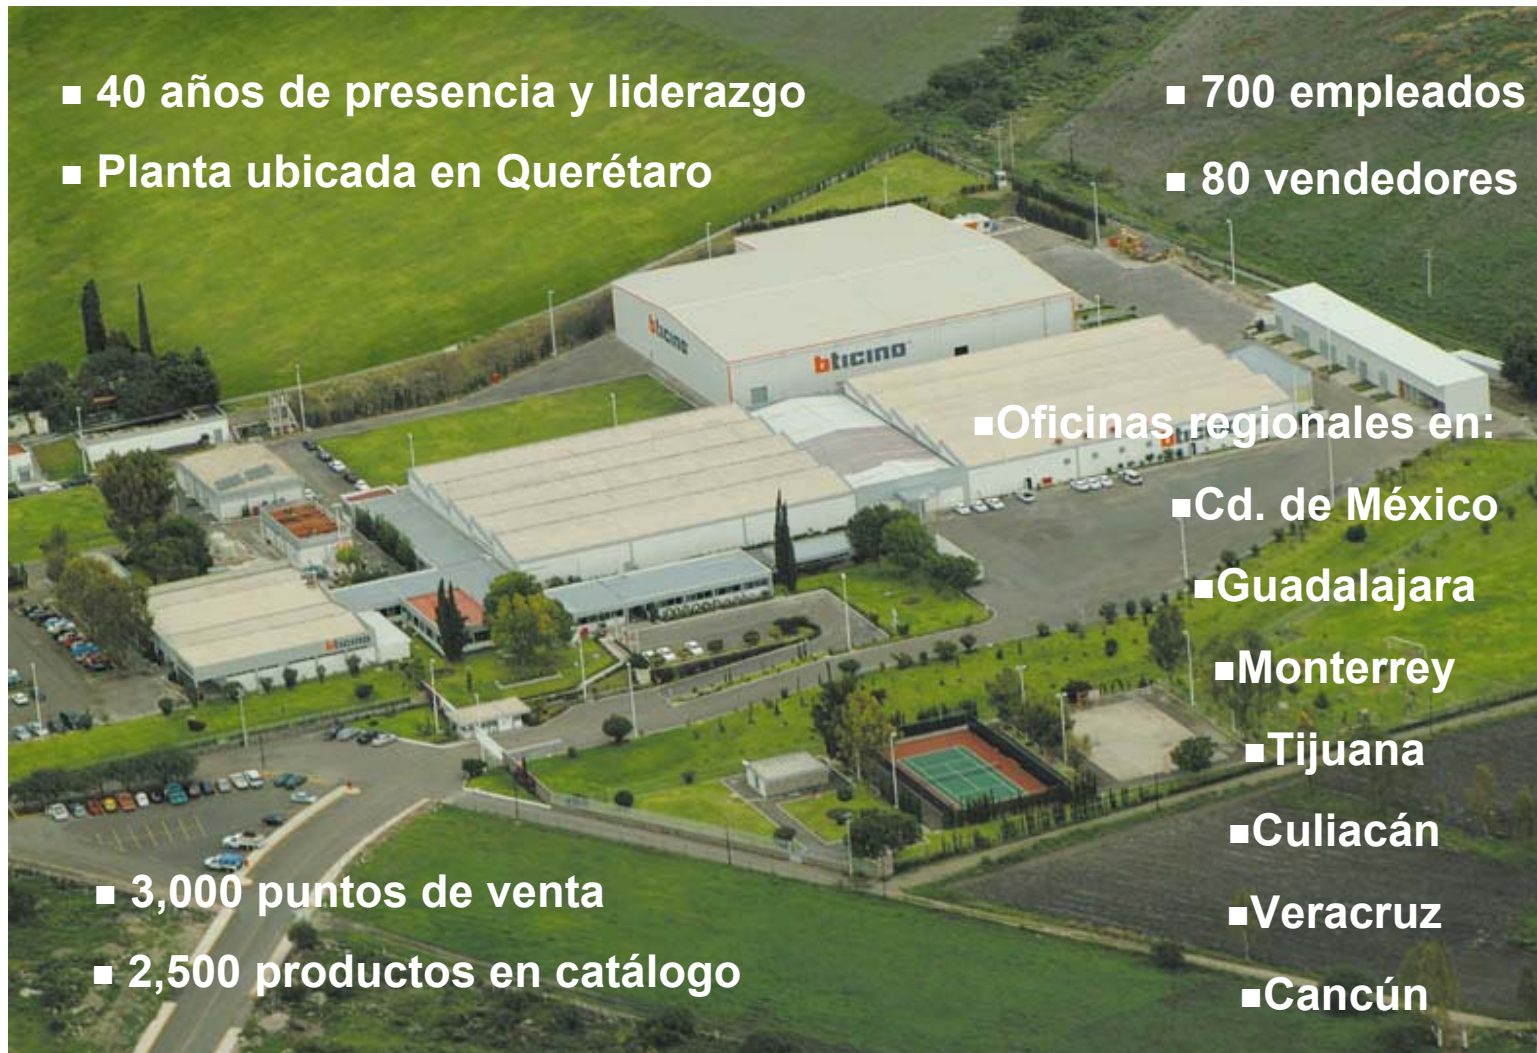 ■ 40 años de presencia y liderazgo
■ Planta ubicada en Querétaro
■ 700 empleados
■ 80 vendedores
bticino
bticino
■Oficinas regionales en:
■Cd. de México
■Guadalajara
bticino
■Monterrey
■Tijuana
■Culiacán
■Veracruz
■Cancún
■ 3,000 puntos de venta
■ 2,500 productos en catálogo